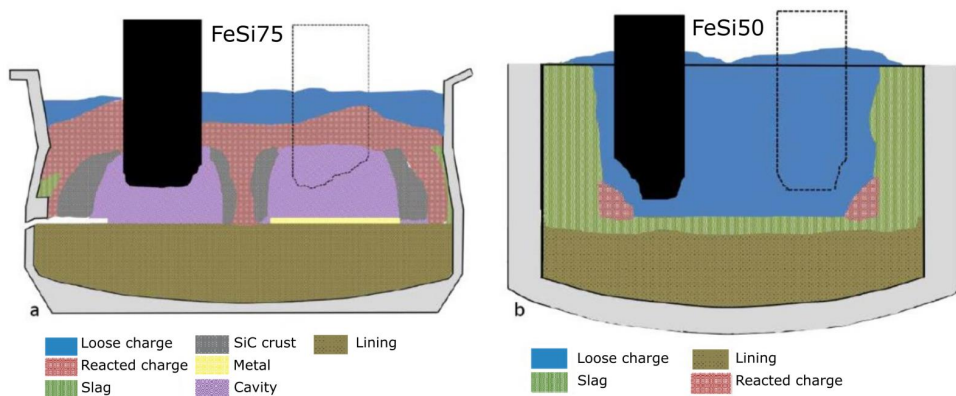 FeSi75
FeSi50
a
b
Loose charge
Reacted charge
Slag
SiC crust
Metal
Cavity
Lining
Loose charge
Slag
Lining
Reacted charge